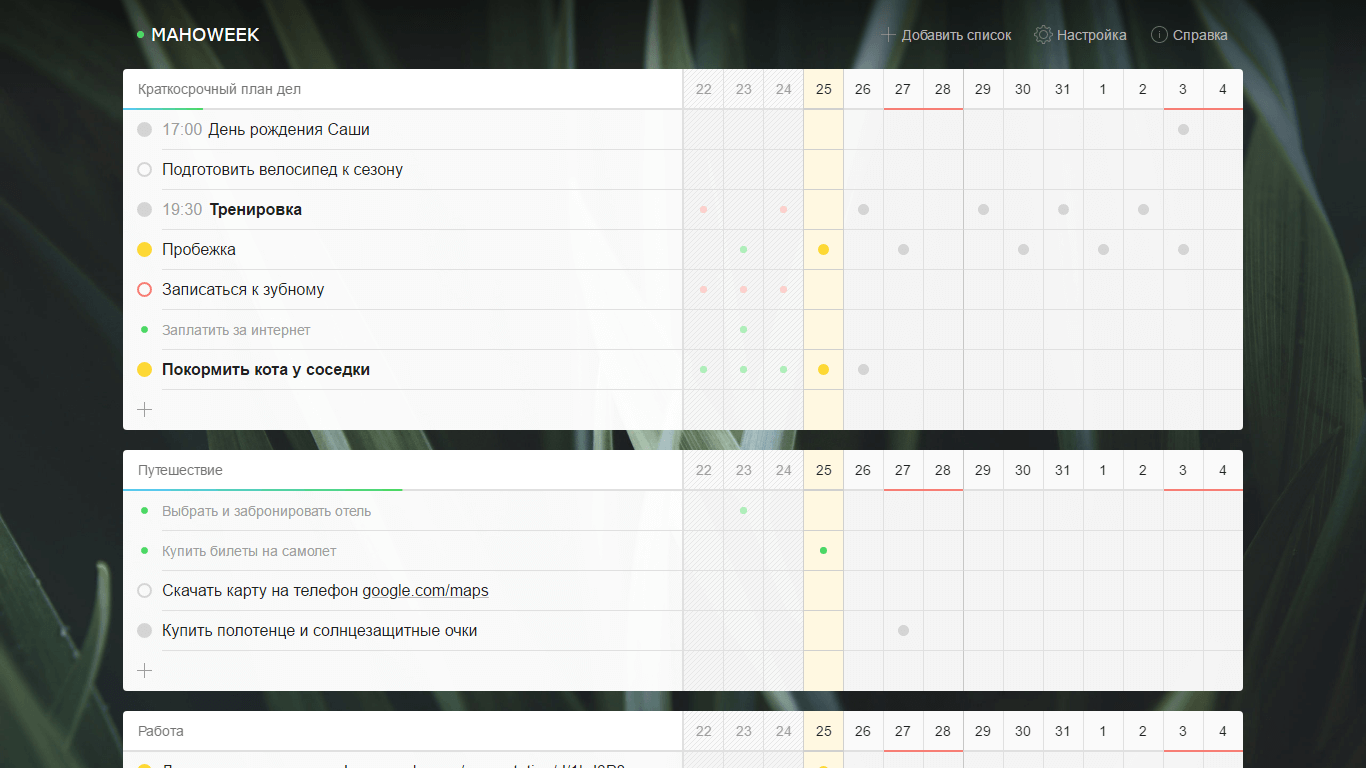 MAHOWEEK
Добавить список Настройка Справка
Краткосрочный план дел 22 23 24 25 26 27 28 29 30 31 1 2 3 4
17:00 День рождения Саши
Подготовить велосипед к сезону
19:30 Тренировка
Пробежка
Записаться к зубному
Заплатить за интернет
Покормить кота у соседки
Путешествие 22 23 24 25 26 27 28 29 30 31 1 2 3 4
Выбрать и забронировать отель
Купить билеты на самолет
Скачать карту на телефон google.com/maps
Купить полотенце и солнцезащитные очки
Работа 22 23 24 25 26 27 28 29 30 31 1 2 3 4